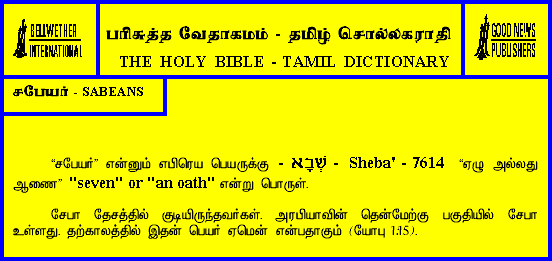 BELLWETHER
INTERNATIONAL
பரிசுத்த வேதாகமம் - தமிழ் சொல்லகராதி
THE HOLY BIBLE - TAMIL DICTIONARY
GOOD NEWS
PUBLISHERS
சபேயர் - SABEANS
“சபேயர்” என்னும் எபிரெய பெயருக்கு - שְׁבָא - Sheba' - 7614 “ஏழு அல்லது
ஆணை” "seven" or "an oath" என்று பொருள்.
சேபா தேசத்தில் குடியிருந்தவர்கள். அரபியாவின் தென்மேற்கு பகுதியில் சேபா
உள்ளது. தற்காலத்தில் இதன் பெயர் ஏமென் என்பதாகும் (யோபு 1:15).